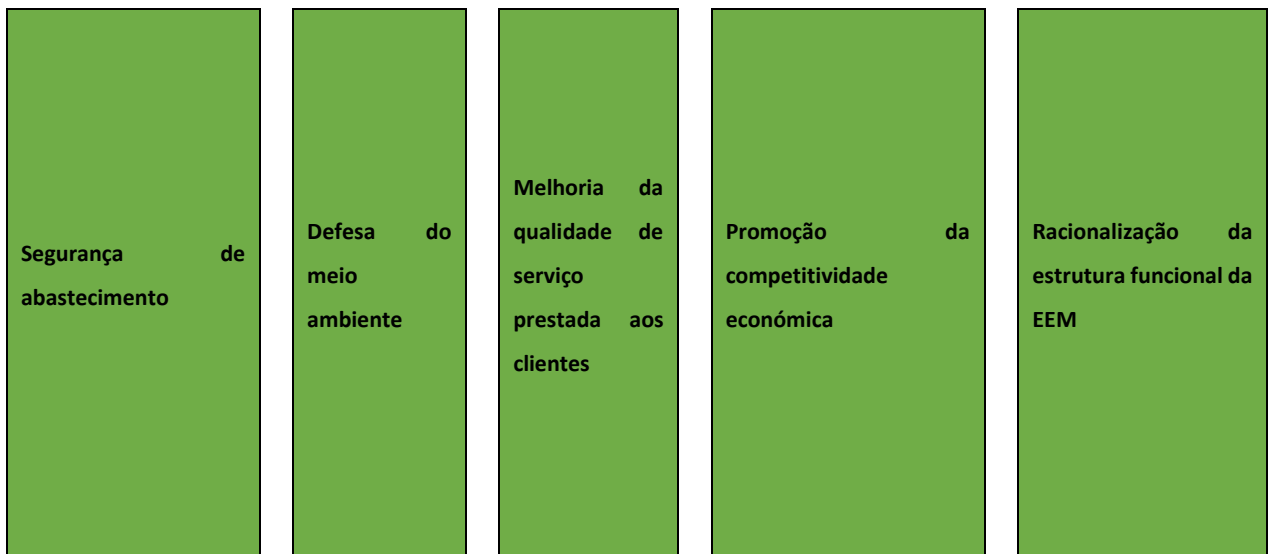 Segurança de
abastecimento
Defesa do
meio
ambiente
Melhoria da
qualidade de
serviço
prestada aos
clientes
Promoção da
competitividade
económica
Racionalização da
estrutura funcional da
EEM